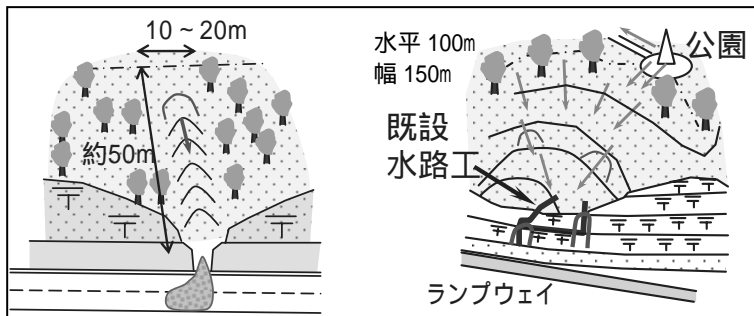 10～20m
約50m
水平 100m
幅 150m
公園
既設
水路工
ランプウェイ